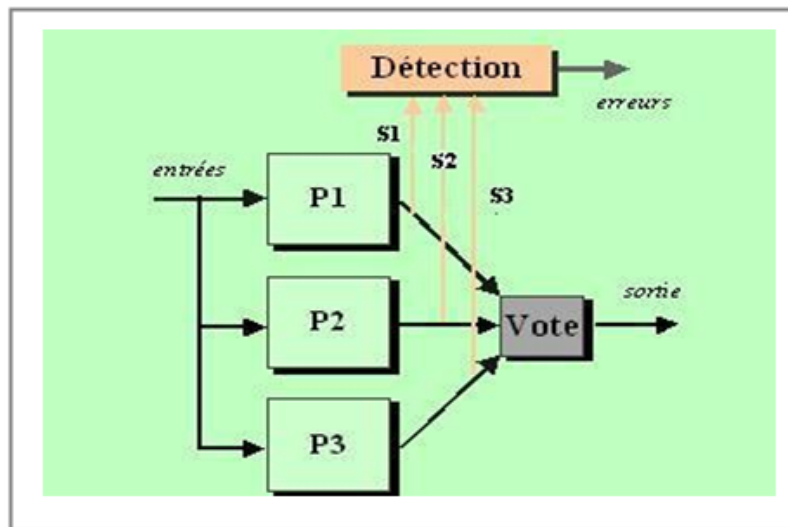 Détection
erreurs
S1
S2
entrées
P1
S3
sortie
P2
Vote
P3